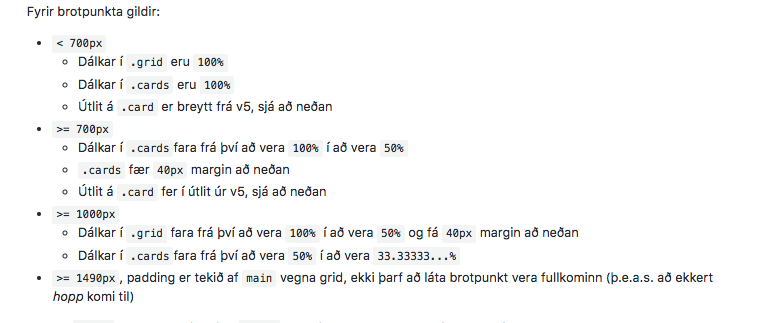 Fyrir brotpunkta gildir:
< 700px
Dálkar í .grid eru 100%
Dálkar í .cards eru 100%
Útlit á .card er breytt frá v5, sjá að neðan
>= 700px
Dálkar í .cards fara frá því að vera 100% í að vera 50%
.cards fær 40px margin að neðan
Útlit á .card fer í útlit úr v5, sjá að neðan
>= 1000px
Dálkar í .grid fara frá því að vera 100% í að vera 50% og fá 40px margin að neðan
Dálkar í .cards fara frá því að vera 50% í að vera 33.33333...%
>= 1490px, padding er tekið af main vegna grid, ekki þarf að láta brotpunkt vera fullkominn (þ.e.a.s. að ekkert
hopp komi til)